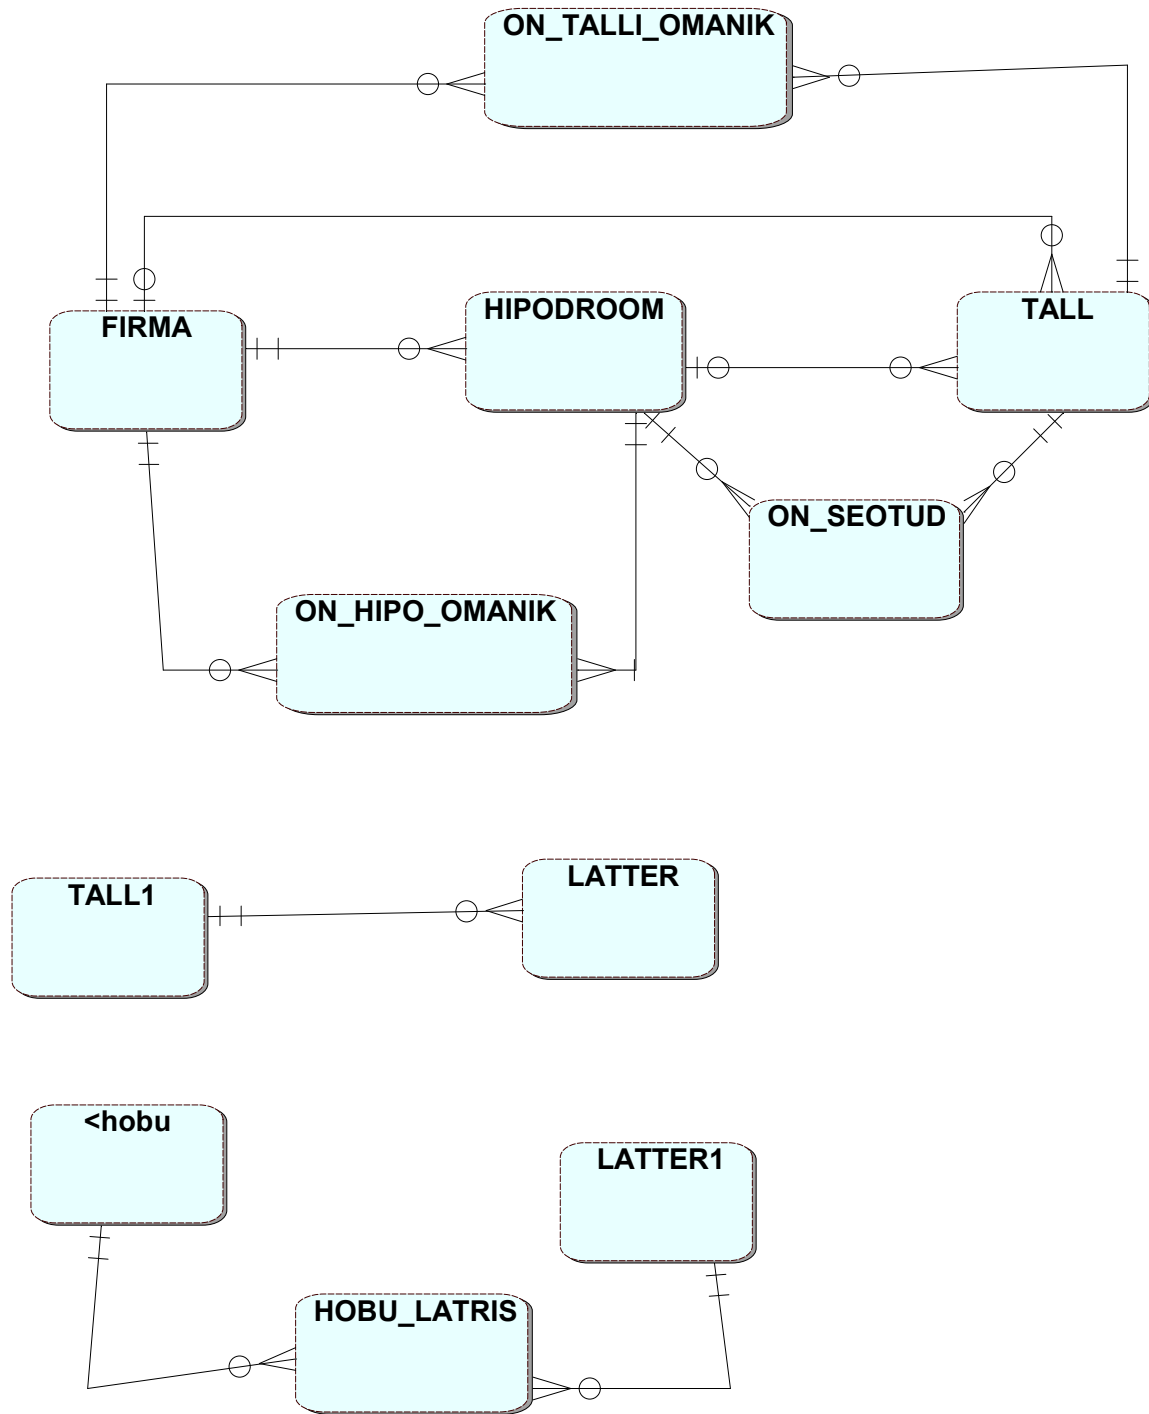 ON_TALLI_OMANIK
FIRMA
HIPODROOM
TALL
ON_SEOTUD
ON_HIPO_OMANIK
TALL1
LATTER
<hobu
LATTER1
HOBU_LATRIS